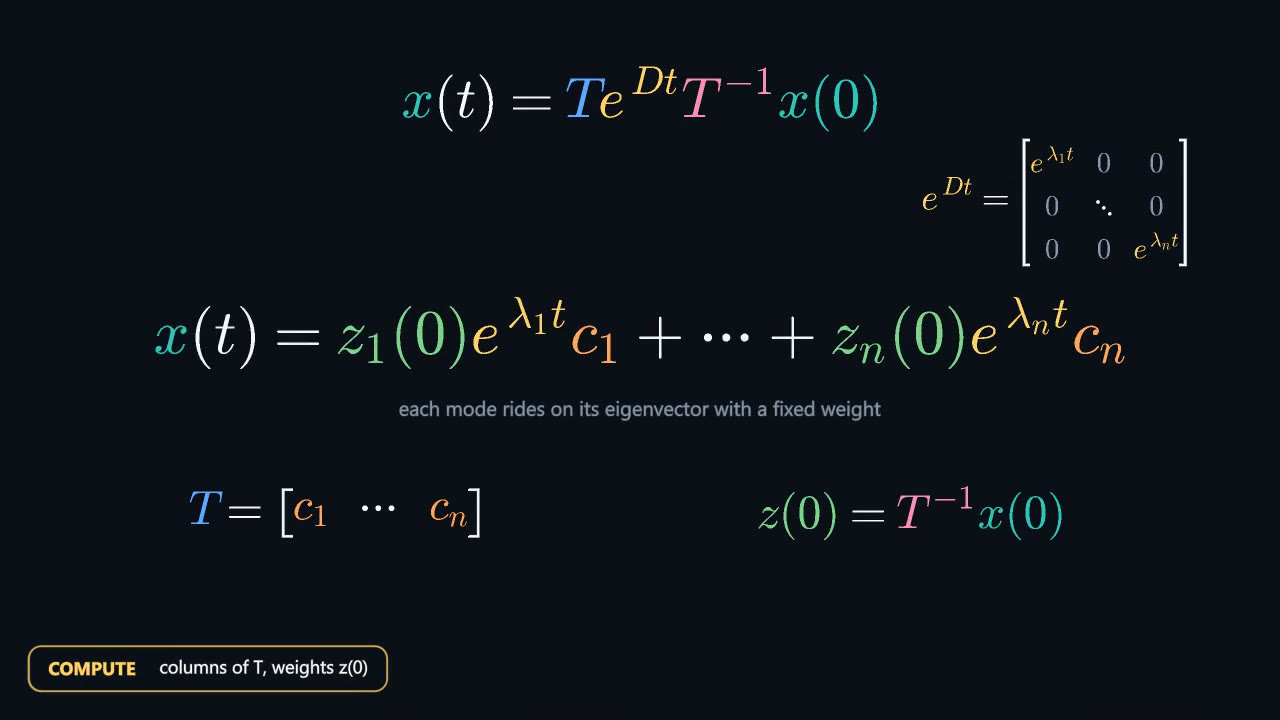 x(t) = Te^{Dt}T^{-1}x(0)
e^{Dt} = [e^{λ_1 t} 0 0
0 ⋱ 0
0 0 e^{λ_n t}]
x(t) = z_1(0)e^{λ_1 t}c_1 + ⋯ + z_n(0)e^{λ_n t}c_n
each mode rides on its eigenvector with a fixed weight
T = [c_1 ⋯ c_n]
z(0) = T^{-1}x(0)
COMPUTE columns of T, weights z(0)